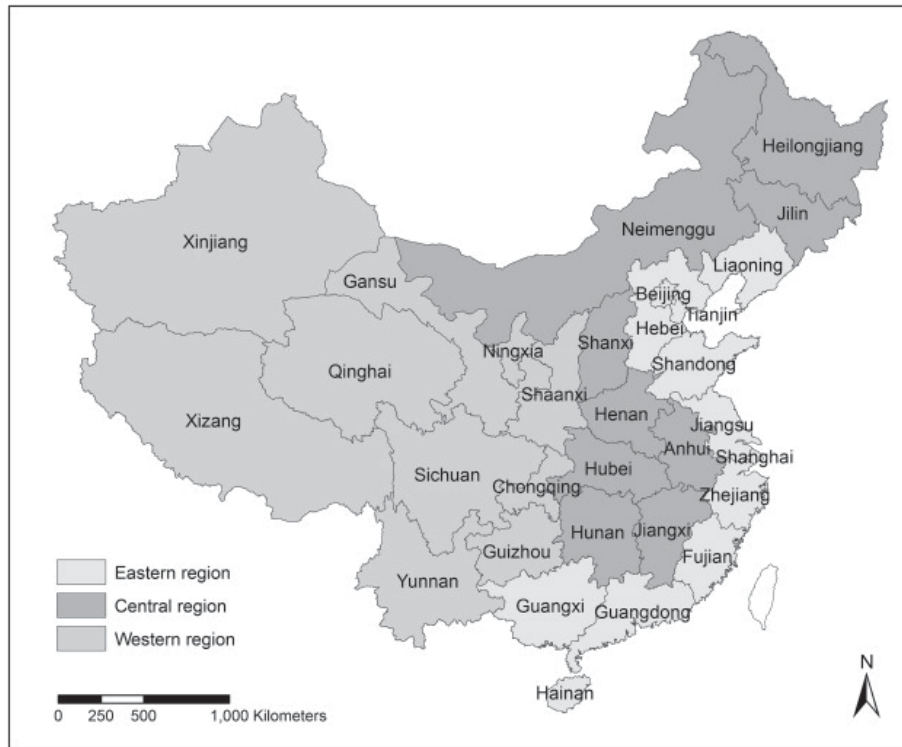 Heilongjiang
Jilin
Neimenggu
Xinjiang
Liaoning
Gansu
Beijing
Tianjin
Hebei
Shanxi
Ningxia
Shandong
Qinghai
Shaanxi
Xizang
Henan
Jiangsu
Anhui
Shanghai
Hubei
Sichuan
Chongqing
Zhejiang
Hunan
Jiangxi
Guizhou
Fujian
Yunnan
Guangxi
Guangdong
Hainan
Eastern region
Central region
Western region
0 250 500 1,000 Kilometers
N